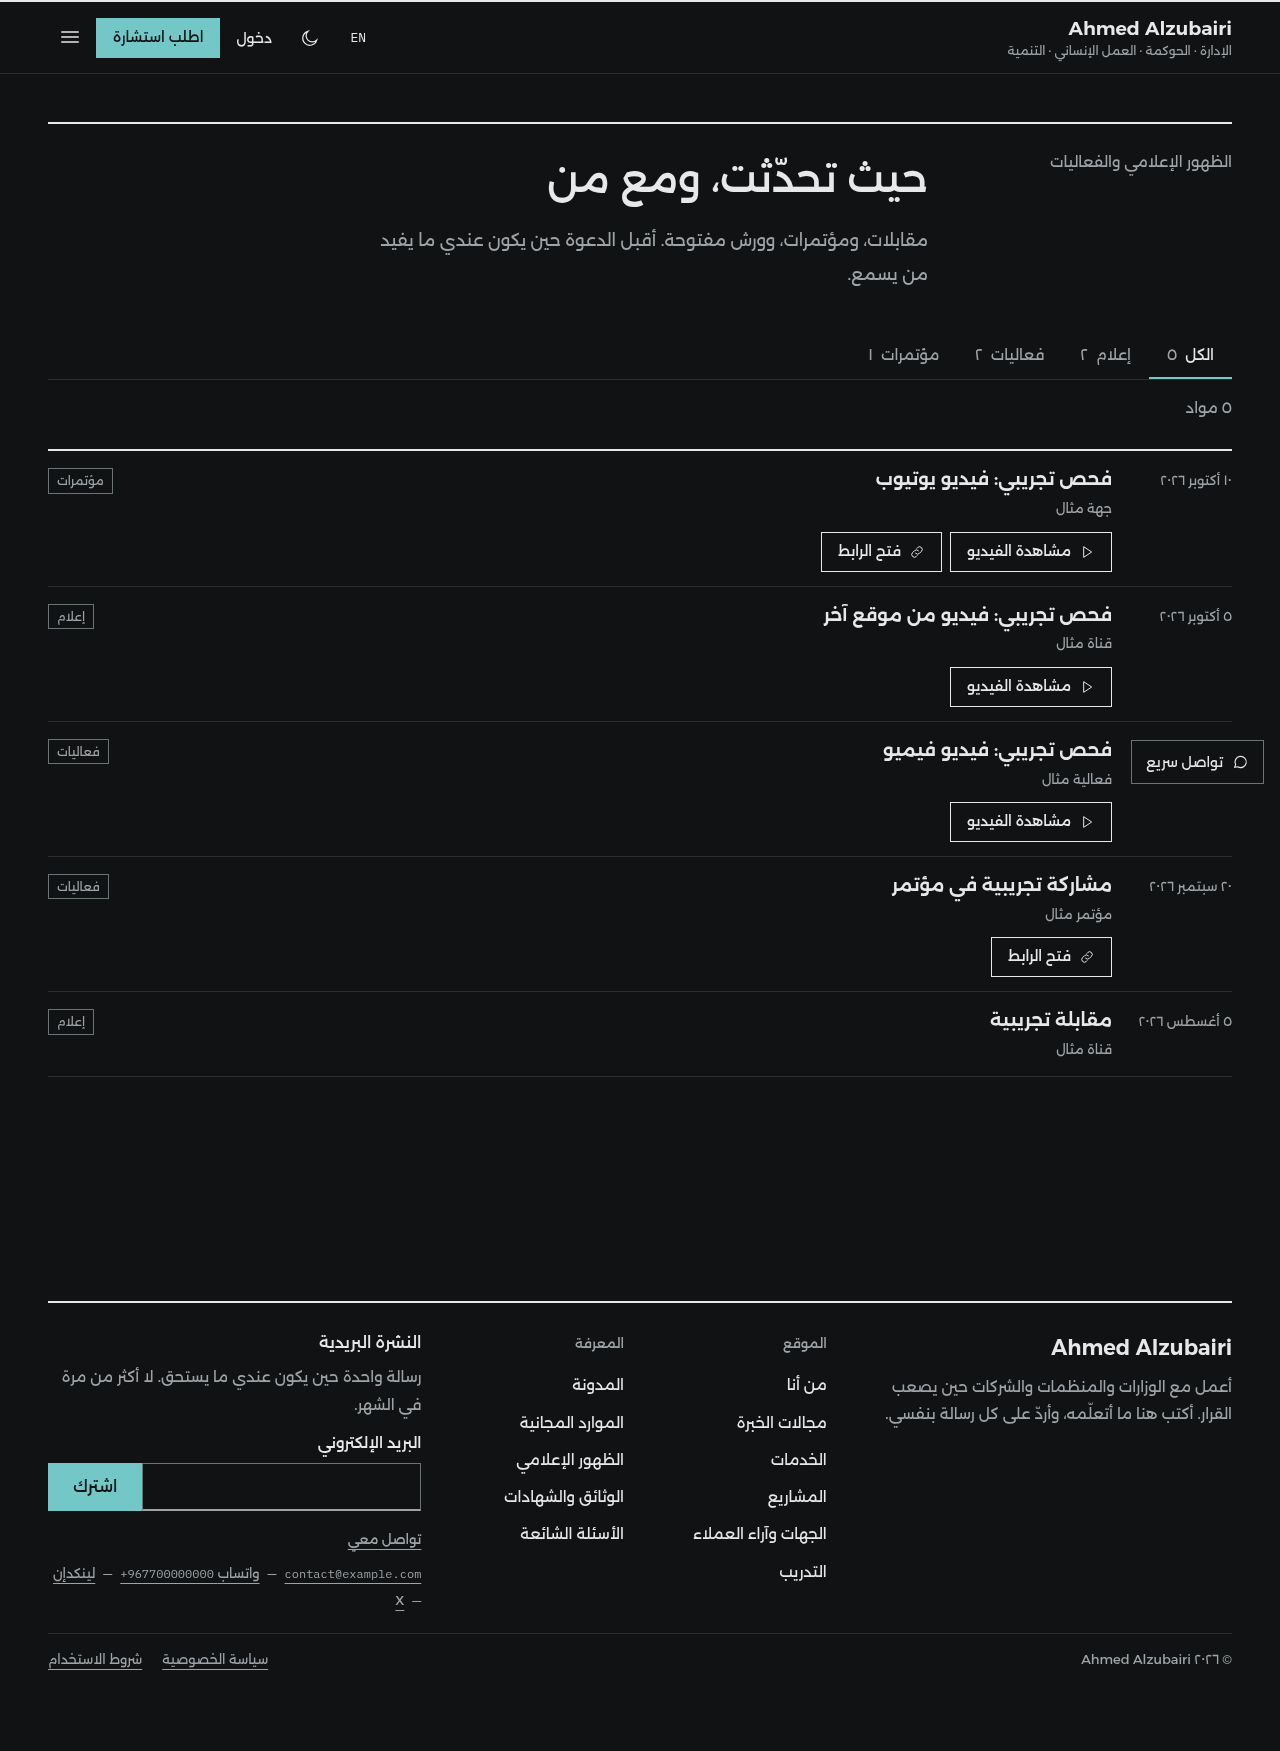 Ahmed Alzubairi
الإدارة · الحوكمة · العمل الإنساني · التنمية
EN
دخول
اطلب استشارة
الظهور الإعلامي والفعاليات
حيث تحدّثت، ومع من
مقابلات، ومؤتمرات، وورش مفتوحة. أقبل الدعوة حين يكون عندي ما يفيد
من يسمع.
الكل ٥
إعلام ٢
فعاليات ٢
مؤتمرات ١
٥ مواد
١٠ أكتوبر ٢٠٢٦
فحص تجريبي: فيديو يوتيوب
مؤتمرات
جهة مثال
مشاهدة الفيديو
فتح الرابط
٥ أكتوبر ٢٠٢٦
فحص تجريبي: فيديو من موقع آخر
إعلام
قناة مثال
مشاهدة الفيديو
فحص تجريبي: فيديو فيميو
فعاليات
تواصل سريع
فعالية مثال
مشاهدة الفيديو
٢٠ سبتمبر ٢٠٢٦
مشاركة تجريبية في مؤتمر
فعاليات
مؤتمر مثال
فتح الرابط
٥ أغسطس ٢٠٢٦
مقابلة تجريبية
إعلام
قناة مثال
Ahmed Alzubairi
أعمل مع الوزارات والمنظمات والشركات حين يصعب
القرار. أكتب هنا ما أتعلّمه، وأردّ على كل رسالة بنفسي.
الموقع
من أنا
مجالات الخبرة
الخدمات
المشاريع
الجهات وآراء العملاء
التدريب
المعرفة
المدونة
الموارد المجانية
الظهور الإعلامي
الوثائق والشهادات
الأسئلة الشائعة
النشرة البريدية
رسالة واحدة حين يكون عندي ما يستحق. لا أكثر من مرة
في الشهر.
البريد الإلكتروني
اشترك
تواصل معي
contact@example.com — واتساب +967700000000 — لينكدإن
— X
© ٢٠٢٦ Ahmed Alzubairi
سياسة الخصوصية
شروط الاستخدام